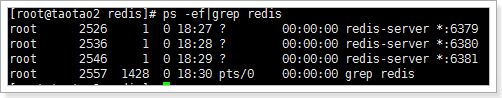 [root@taotao2 redis]# ps -ef|grep redis
root      2526     1  0 18:27 ?        00:00:00 redis-server *:6379
root      2536     1  0 18:28 ?        00:00:00 redis-server *:6380
root      2546     1  0 18:29 ?        00:00:00 redis-server *:6381
root      2557  1428  0 18:30 pts/0    00:00:00 grep redis